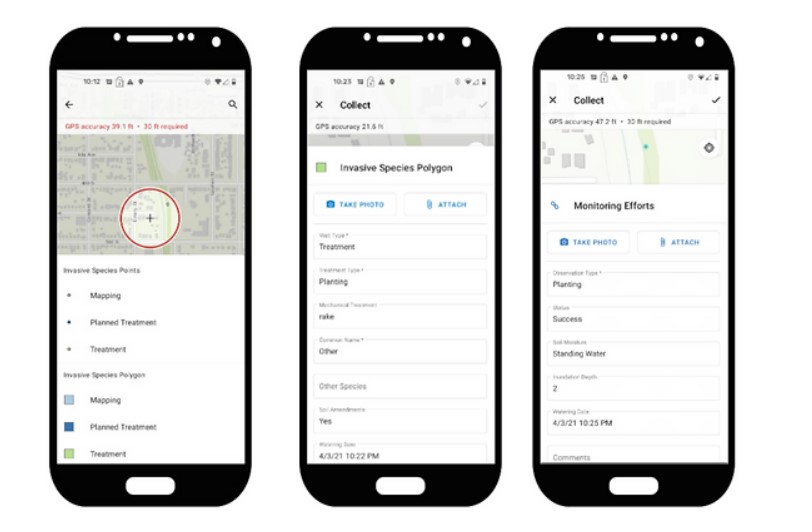 10:12
GPS accuracy 39.1 ft • 30 ft required
Invasive Species Points
Mapping
Planned Treatment
Treatment
Invasive Species Polygon
Mapping
Planned Treatment
Treatment
10:23
Collect
GPS accuracy 21.6 ft
Invasive Species Polygon
TAKE PHOTO
ATTACH
Visit Type *
Treatment
Treatment Type *
Planting
Mechanical Treatment
rake
Common Name *
Other
Other Species
Soil Amendments
Yes
Watering Date
4/3/21 10:22 PM
10:25
Collect
GPS accuracy 47.2 ft • 30 ft required
Monitoring Efforts
TAKE PHOTO
ATTACH
Observation Type *
Planting
Status
Success
Soil Moisture
Standing Water
Inundation Depth
2
Watering Date
4/3/21 10:25 PM
Comments